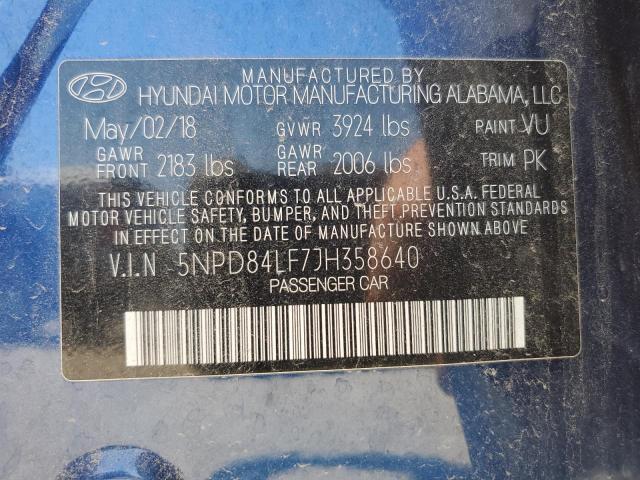 MANUFACTURED BY
HYUNDAI MOTOR MANUFACTURING ALABAMA, LLC
May/02/18 GVWR 3924 lbs PAINT VU
GAWR FRONT 2183 lbs GAWR REAR 2006 lbs TRIM PK
THIS VEHICLE CONFORMS TO ALL APPLICABLE U.S.A. FEDERAL
MOTOR VEHICLE SAFETY, BUMPER, AND THEFT PREVENTION STANDARDS
IN EFFECT ON THE DATE OF MANUFACTURE SHOWN ABOVE
V.I.N 5NPD84LF7JH358640
PASSENGER CAR